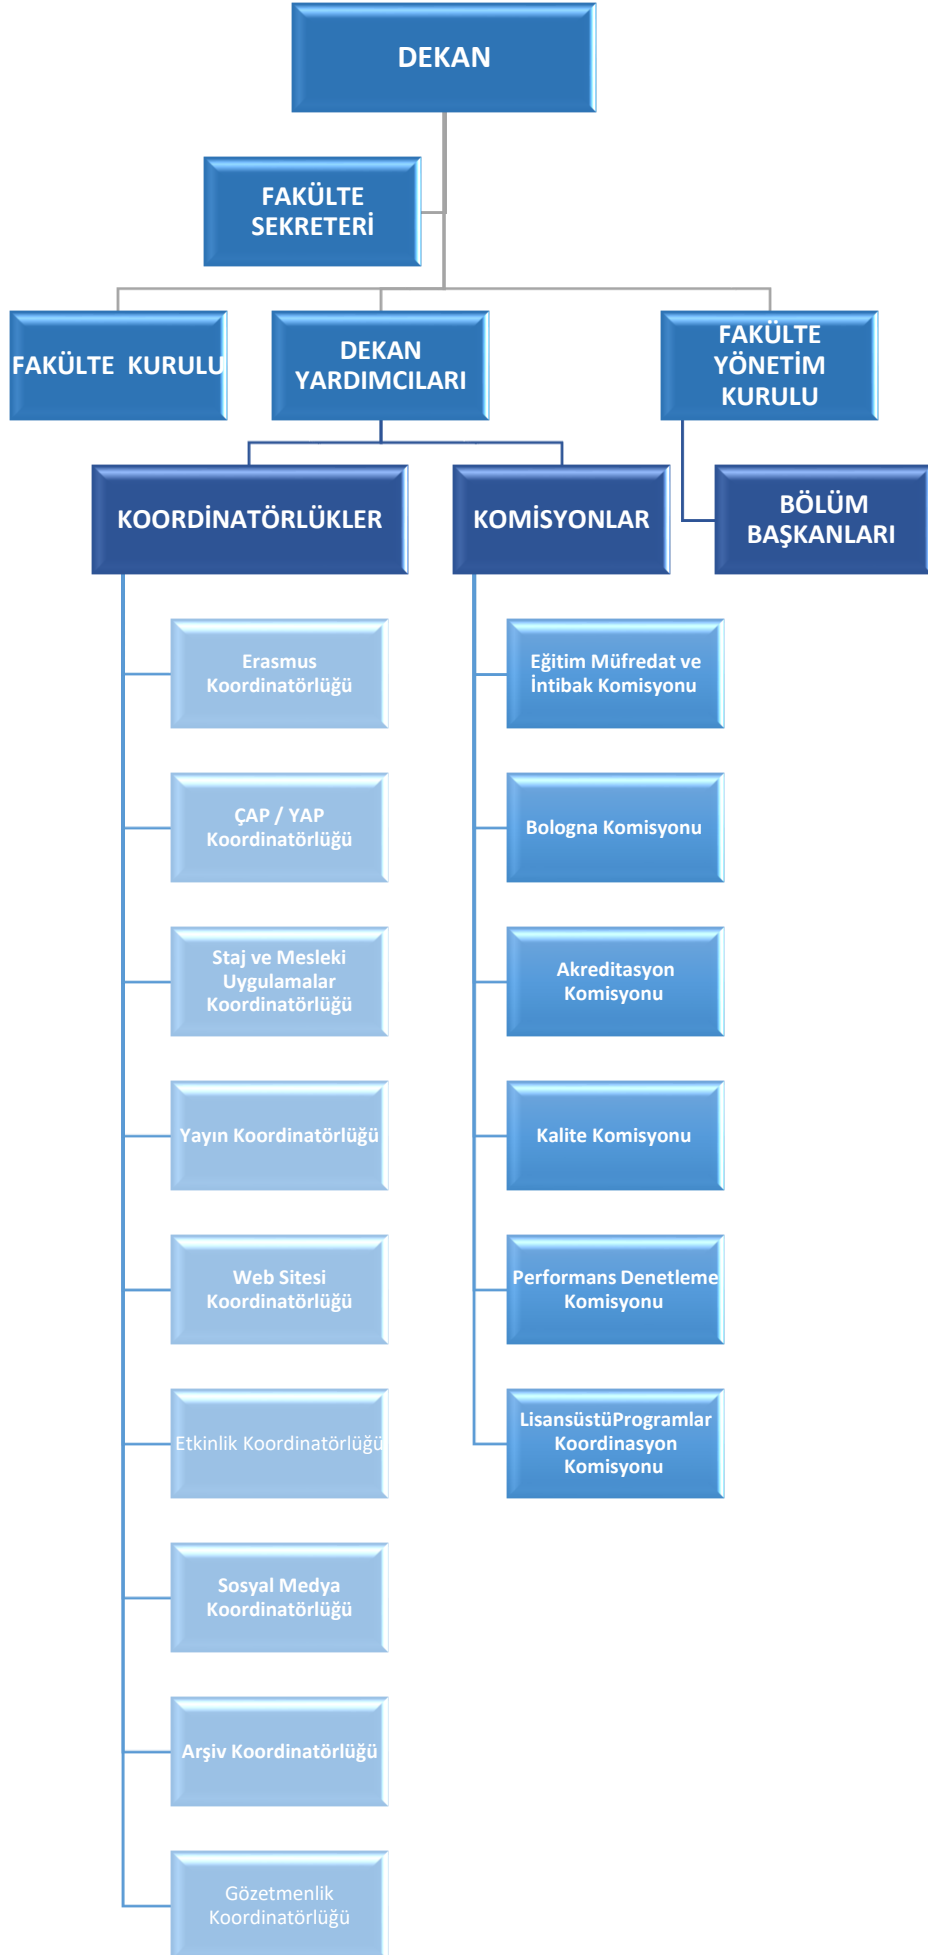 DEKAN
FAKÜLTE
SEKRETERİ
FAKÜLTE KURULU
DEKAN
YARDIMCILARI
FAKÜLTE
YÖNETİM
KURULU
KOORDİNATÖRLÜKLER
KOMİSYONLAR
BÖLÜM
BAŞKANLARI
Erasmus
Koordinatörlüğü
ÇAP / YAP
Koordinatörlüğü
Staj ve Mesleki
Uygulamalar
Koordinatörlüğü
Yayın Koordinatörlüğü
Web Sitesi
Koordinatörlüğü
Etkinlik Koordinatörlüğü
Sosyal Medya
Koordinatörlüğü
Arşiv Koordinatörlüğü
Gözetmenlik
Koordinatörlüğü
Eğitim Müfredat ve
İntibak Komisyonu
Bologna Komisyonu
Akreditasyon
Komisyonu
Kalite Komisyonu
Performans Denetleme
Komisyonu
LisansüstüProgramlar
Koordinasyon
Komisyonu